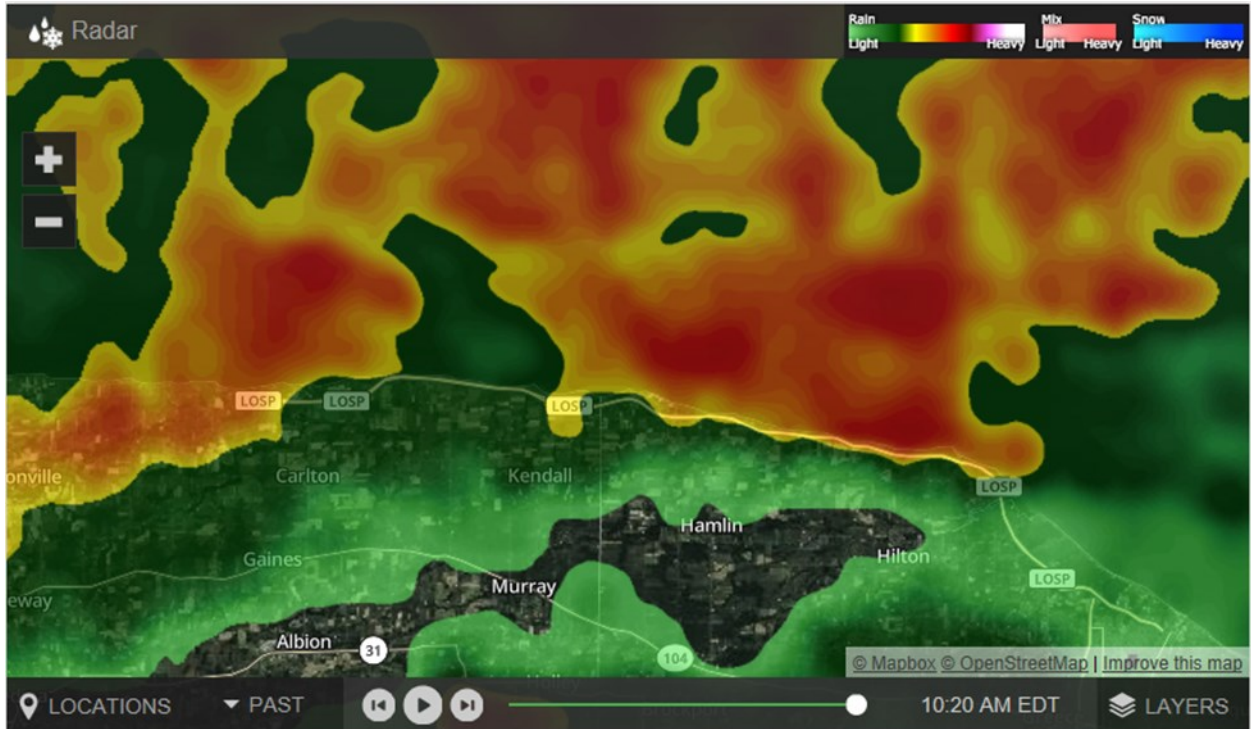 Radar
Rain
Light Heavy
Mix
Light Heavy
Snow
Light Heavy
LOSP
LOSP
LOSP
onville
Carlton
Kendall
LOSP
Hamlin
Gaines
Hilton
LOSP
eway
Murray
Albion
31
104
© Mapbox © OpenStreetMap | Improve this map
LOCATIONS
PAST
10:20 AM EDT
LAYERS